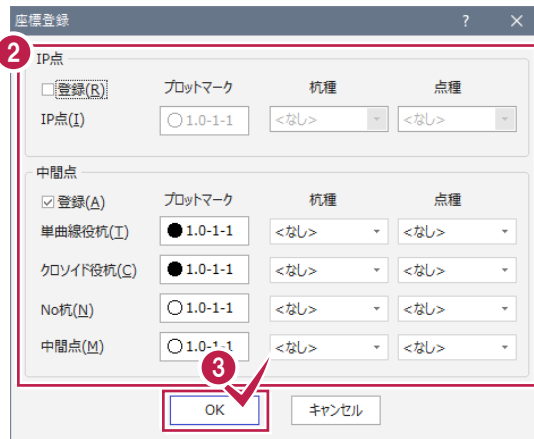 座標登録 ? ×
2
IP点
登録(R) プロットマーク 杭種 点種
IP点(I) 1.0-1-1 <なし> <なし>
中間点
登録(A) プロットマーク 杭種 点種
単曲線役杭(T) 1.0-1-1 <なし> <なし>
クロソイド役杭(C) 1.0-1-1 <なし> <なし>
No杭(N) 1.0-1-1 <なし> <なし>
中間点(M) 1.0-1-1 <なし> <なし>
3
OK キャンセル